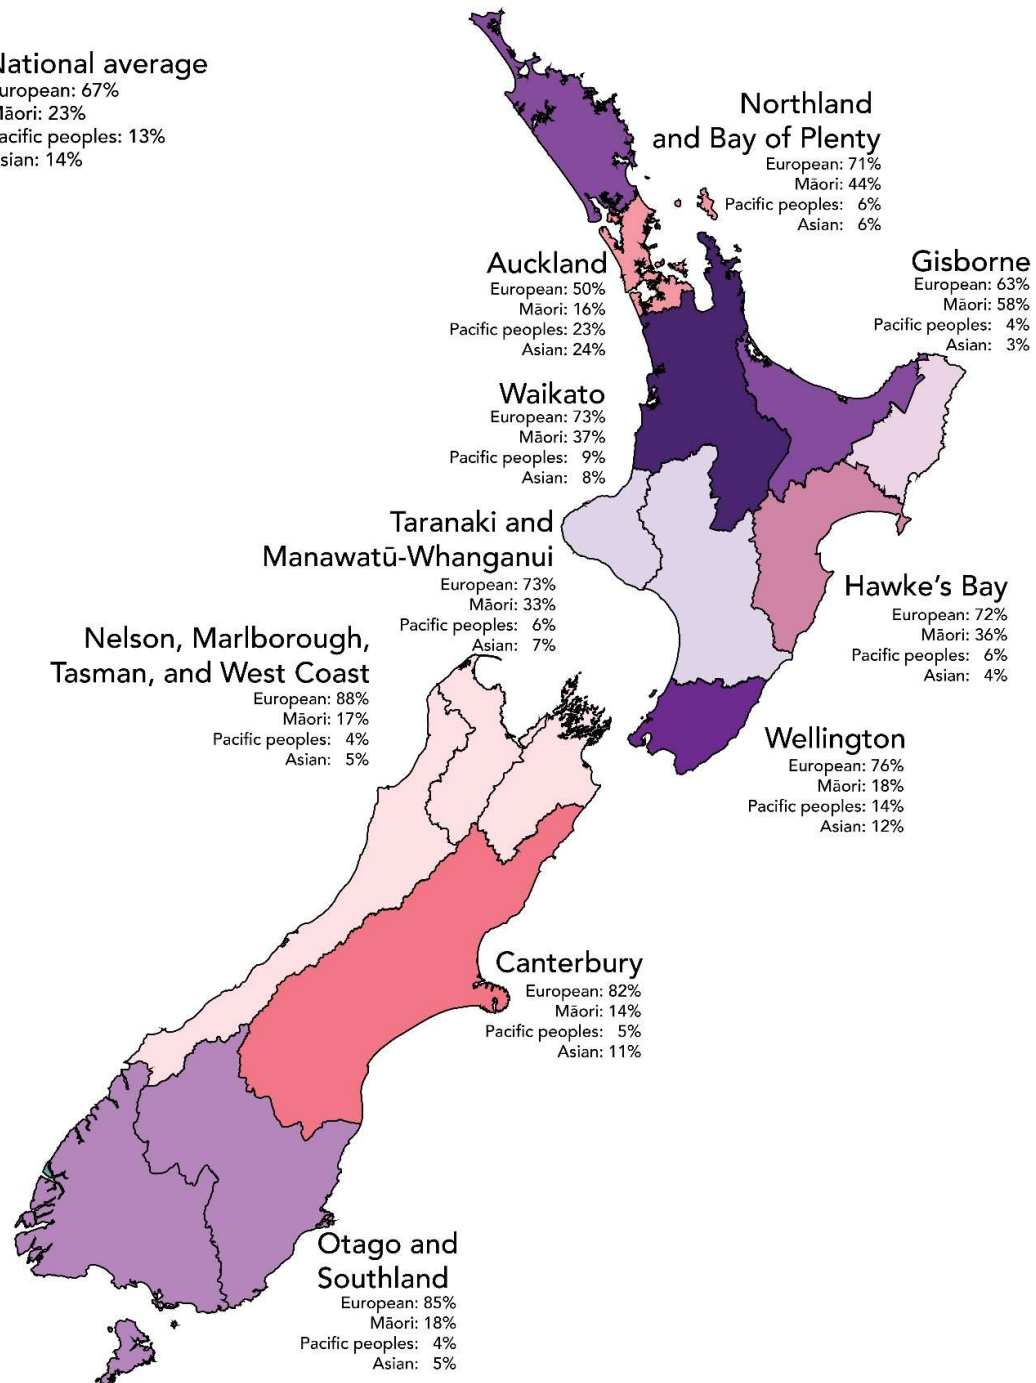 National average
European: 67%
Māori: 23%
Pacific peoples: 13%
Asian: 14%
Northland
and Bay of Plenty
European: 71%
Māori: 44%
Pacific peoples: 6%
Asian: 6%
Auckland
European: 50%
Māori: 16%
Pacific peoples: 23%
Asian: 24%
Gisborne
European: 63%
Māori: 58%
Pacific peoples: 4%
Asian: 3%
Waikato
European: 73%
Māori: 37%
Pacific peoples: 9%
Asian: 8%
Taranaki and
Manawatū-Whanganui
European: 73%
Māori: 33%
Pacific peoples: 6%
Asian: 7%
Hawke's Bay
European: 72%
Māori: 36%
Pacific peoples: 6%
Asian: 4%
Nelson, Marlborough,
Tasman, and West Coast
European: 88%
Māori: 17%
Pacific peoples: 4%
Asian: 5%
Wellington
European: 76%
Māori: 18%
Pacific peoples: 14%
Asian: 12%
Canterbury
European: 82%
Māori: 14%
Pacific peoples: 5%
Asian: 11%
Otago and
Southland
European: 85%
Māori: 18%
Pacific peoples: 4%
Asian: 5%